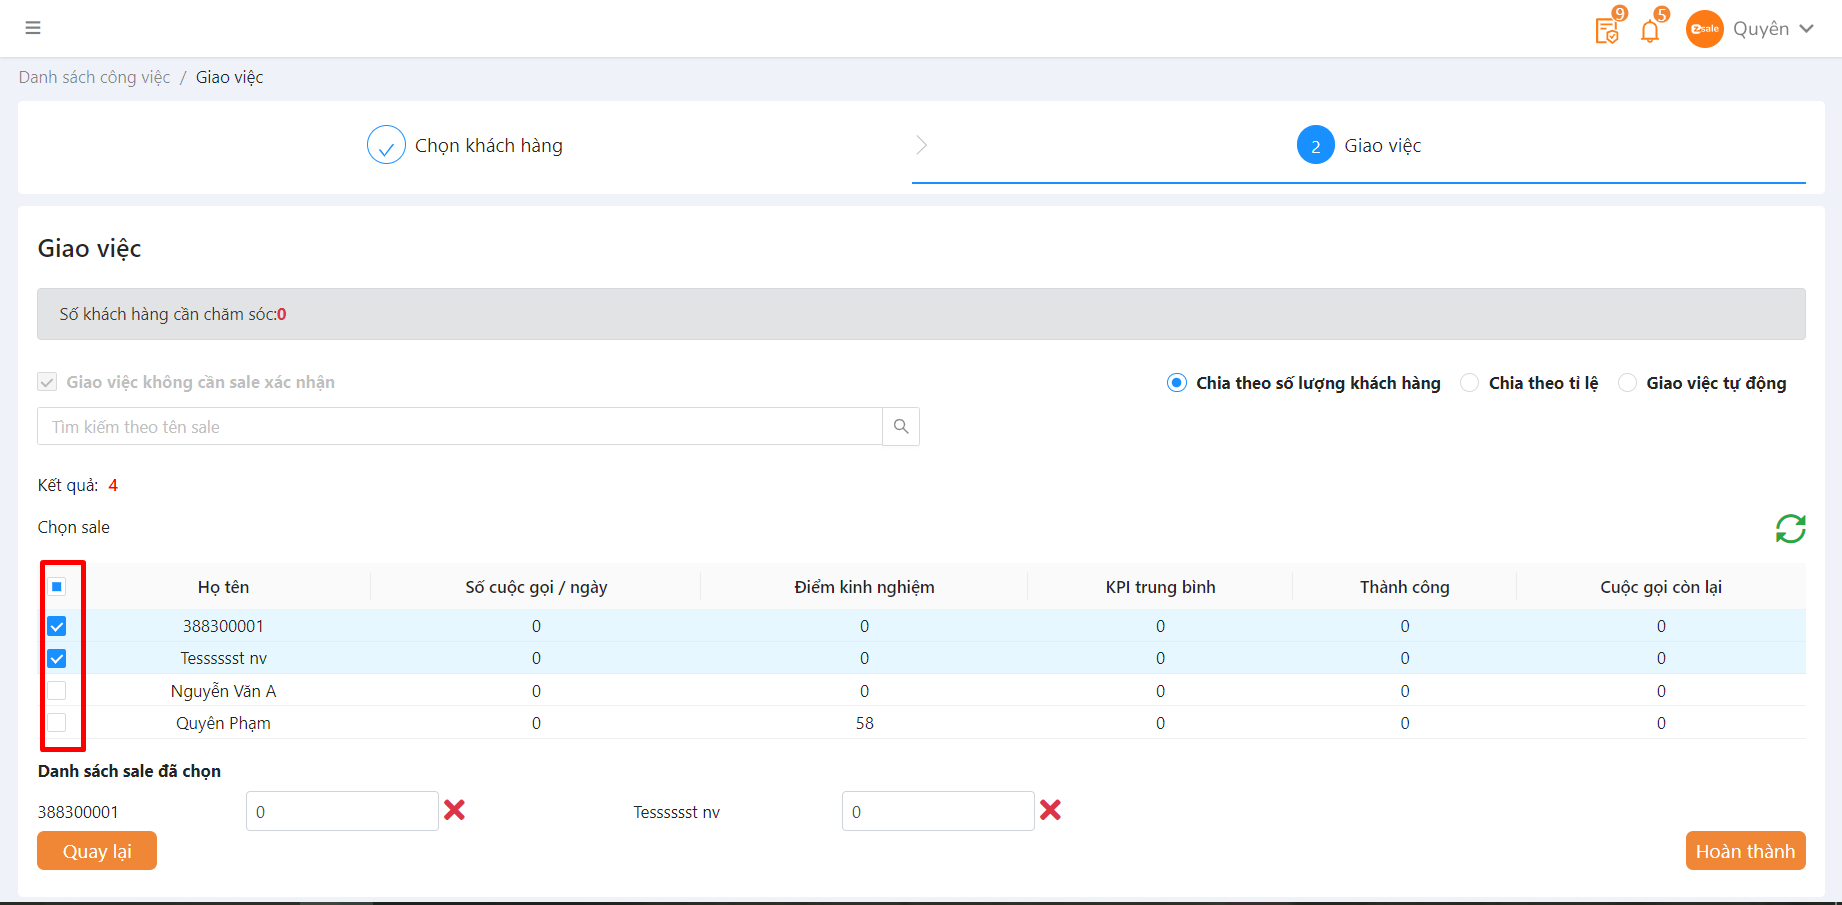 9 5
zsale Quyên
Danh sách công việc / Giao việc
Chọn khách hàng
2 Giao việc
Giao việc
Số khách hàng cần chăm sóc:0
Giao việc không cần sale xác nhận
Chia theo số lượng khách hàng Chia theo tỉ lệ Giao việc tự động
Tìm kiếm theo tên sale
Kết quả: 4
Chọn sale
Họ tên Số cuộc gọi / ngày Điểm kinh nghiệm KPI trung bình Thành công Cuộc gọi còn lại
388300001 0 0 0 0 0
Tesssssst nv 0 0 0 0 0
Nguyễn Văn A 0 0 0 0 0
Quyên Phạm 0 58 0 0 0
Danh sách sale đã chọn
388300001 0 Tesssssst nv 0
Quay lại Hoàn thành